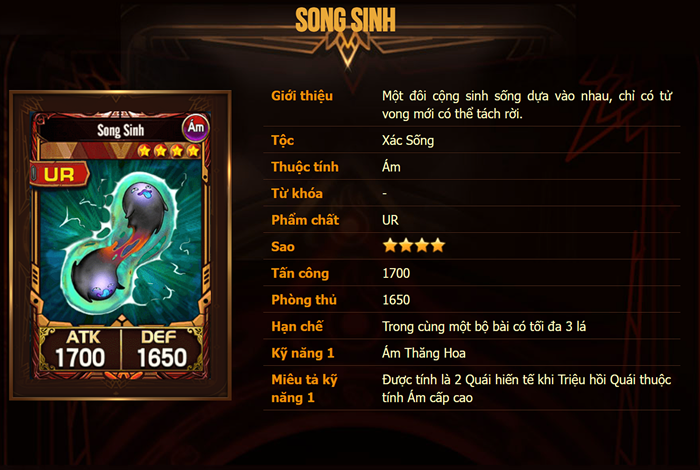 SONG SINH
Song Sinh
Ám
UR
ATK
1700
DEF
1650
Giới thiệu
Một đôi cộng sinh sống dựa vào nhau, chỉ có tử
vong mới có thể tách rời.
Tộc
Xác Sống
Thuộc tính
Ám
Từ khóa
-
Phẩm chất
UR
Sao
Tấn công
1700
Phòng thủ
1650
Hạn chế
Trong cùng một bộ bài có tối đa 3 lá
Kỹ năng 1
Ám Thăng Hoa
Miêu tả kỹ
năng 1
Được tính là 2 Quái hiến tế khi Triệu hồi Quái thuộc
tính Ám cấp cao